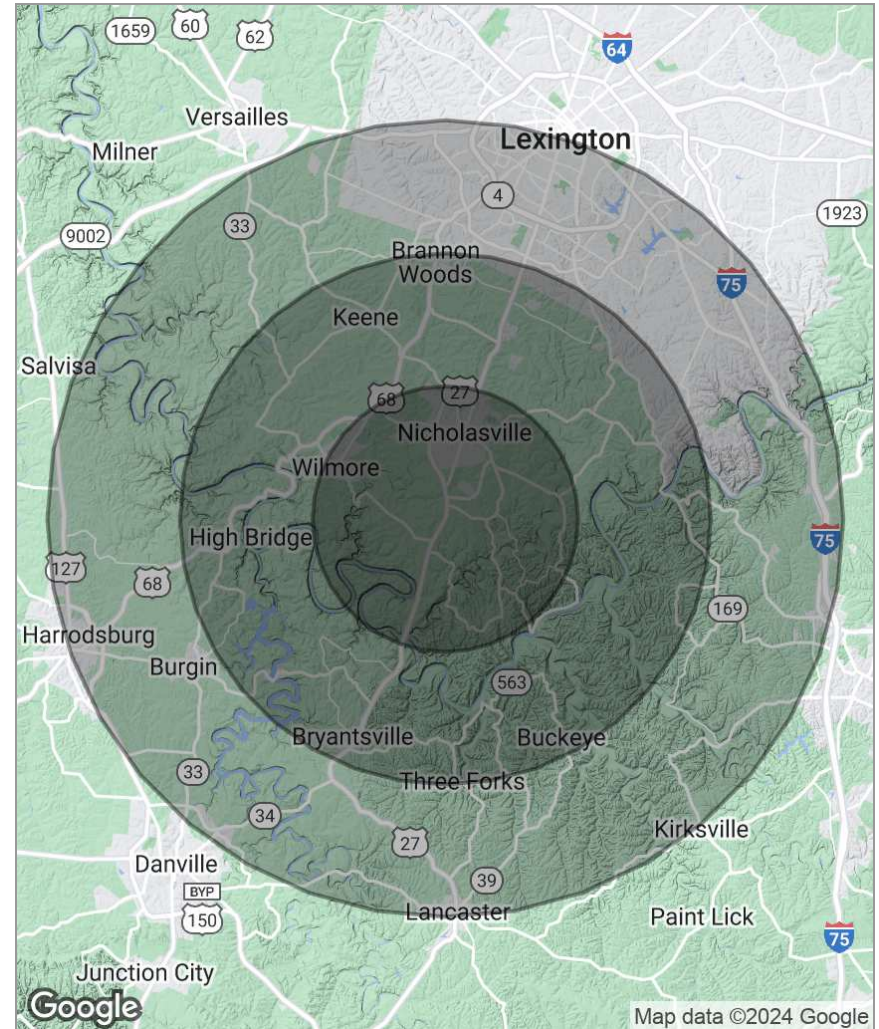 1659
60
62
64
Versailles
Milner
Lexington
4
1923
33
9002
Brannon
Woods
75
Keene
Salvisa
68
27
Nicholasville
Wilmore
High Bridge
75
127
68
169
Harrodsburg
Burgin
563
Bryantsville
Buckeye
Three Forks
33
34
27
Kirksville
Danville
39
BYP
150
Lancaster
Paint Lick
75
Junction City
Google
Map data ©2024 Google